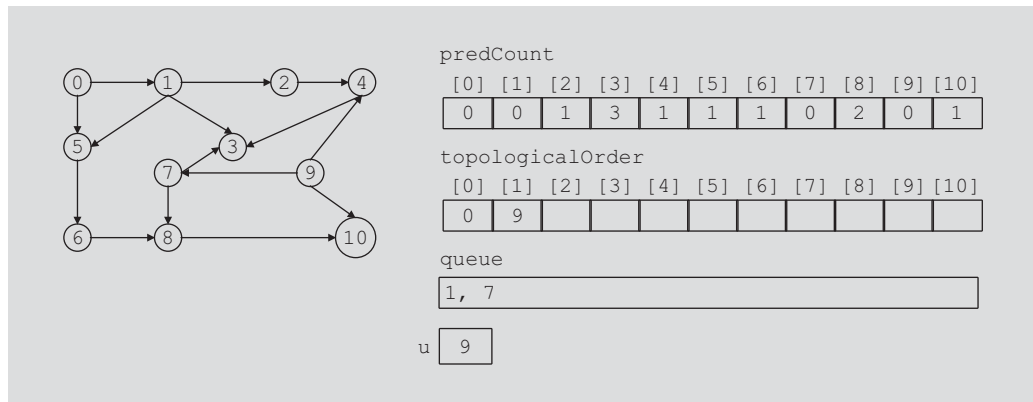 predCount
[0] [1] [2] [3] [4] [5] [6] [7] [8] [9] [10]
0 0 1 3 1 1 1 0 2 0 1
topologicalOrder
[0] [1] [2] [3] [4] [5] [6] [7] [8] [9] [10]
0 9
queue
1, 7
u 9
0 1 2 4
5 3
7 9
6 8 10